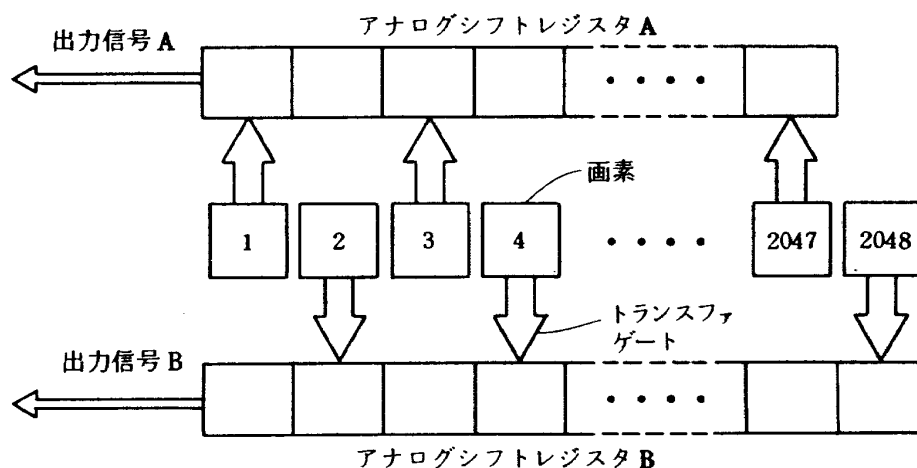 アナログシフトレジスタA
出力信号A
画素
1 2 3 4 2047 2048
トランスファ
ゲート
出力信号B
アナログシフトレジスタB